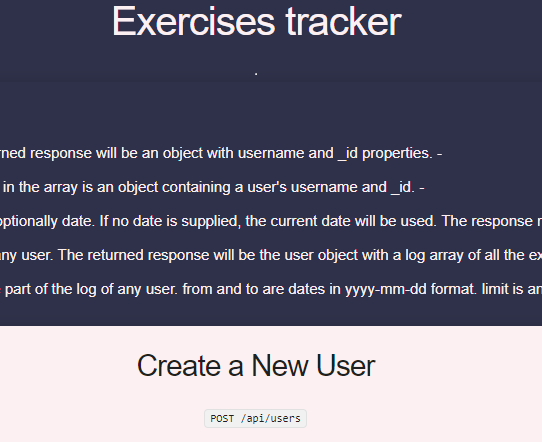 Exercises tracker
.
rned response will be an object with username and _id properties. -
in the array is an object containing a user's username and _id. -
optionally date. If no date is supplied, the current date will be used. The response
any user. The returned response will be the user object with a log array of all the ex
part of the log of any user. from and to are dates in yyyy-mm-dd format. limit is an
Create a New User
POST /api/users